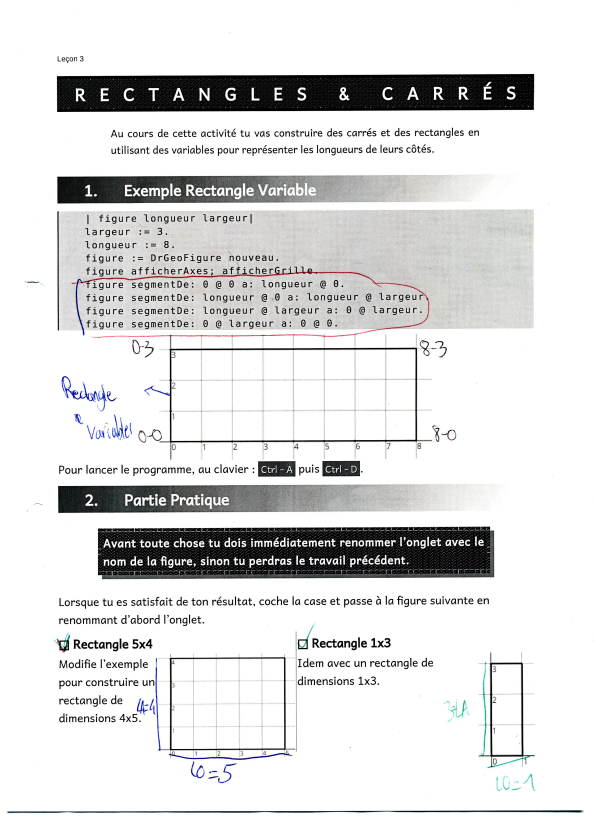 Leçon 3
RECTANGLES & CARRÉS
Au cours de cette activité tu vas construire des carrés et des rectangles en
utilisant des variables pour représenter les longueurs de leurs côtés.
1. Exemple Rectangle Variable
| figure longueur largeur|
largeur := 3.
longueur := 8.
figure := DrGeoFigure nouveau.
figure afficherAxes; afficherGrille.
figure segmentDe: 0 @ 0 a: longueur @ 0.
figure segmentDe: longueur @ 0 a: longueur @ largeur.
figure segmentDe: longueur @ largeur a: 0 @ largeur.
figure segmentDe: 0 @ largeur a: 0 @ 0.
0-3
8-3
3
2
1
Rectangle
Variables
0-0
8-0
0 1 2 3 4 5 6 7 8
Pour lancer le programme, au clavier : Ctrl - A puis Ctrl - D.
2. Partie Pratique
Avant toute chose tu dois immédiatement renommer l'onglet avec le
nom de la figure, sinon tu perdras le travail précédent.
Lorsque tu es satisfait de ton résultat, coche la case et passe à la figure suivante en
renommant d'abord l'onglet.
Rectangle 5x4
Modifie l'exemple
pour construire un
rectangle de
dimensions 4x5.
4
3
2
1
0 1 2 3 4 5
=5
Rectangle 1x3
Idem avec un rectangle de
dimensions 1x3.
3
2
1
0 1
=1